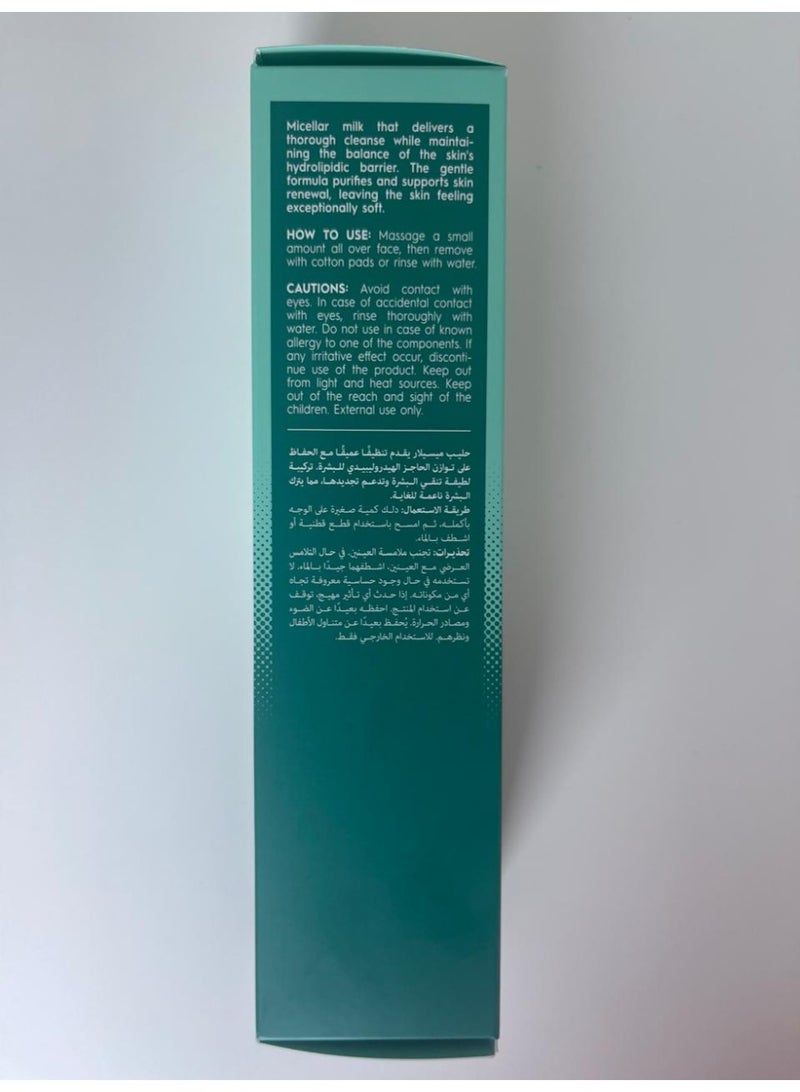 Micellar milk that delivers a
thorough cleanse while maintai-
ning the balance of the skin's
hydrolipidic barrier. The gentle
formula purifies and supports skin
renewal, leaving the skin feeling
exceptionally soft.
HOW TO USE: Massage a small
amount all over face, then remove
with cotton pads or rinse with water.
CAUTIONS: Avoid contact with
eyes. In case of accidental contact
with eyes, rinse thoroughly with
water. Do not use in case of known
allergy to one of the components. If
any irritative effect occur, disconti-
nue use of the product. Keep out
from light and heat sources. Keep
out of the reach and sight of the
children. External use only.
حليب ميسيلار يقدم تنظيفًا عميقًا مع الحفاظ
على توازن الحاجز الهيدروليبيدي للبشرة. تركيبة
لطيفة تنقي البشرة وتدعم تجديدها، مما يترك
البشرة ناعمة للغاية.
طريقة الاستعمال: دلك كمية صغيرة على الوجه
بأكمله، ثم امسح باستخدام قطع قطنية أو
اشطف بالماء.
تحذيرات: تجنب ملامسة العينين. في حال التلامس
العرضي مع العينين، اشطفهما جيدًا بالماء. لا
تستخدمه في حال وجود حساسية معروفة تجاه
أي من مكوناته. إذا حدث أي تأثير مهيج، توقف
عن استخدام المنتج. احفظه بعيدًا عن الضوء
ومصادر الحرارة. يُحفظ بعيدًا عن متناول الأطفال
ونظرهم. للاستخدام الخارجي فقط.